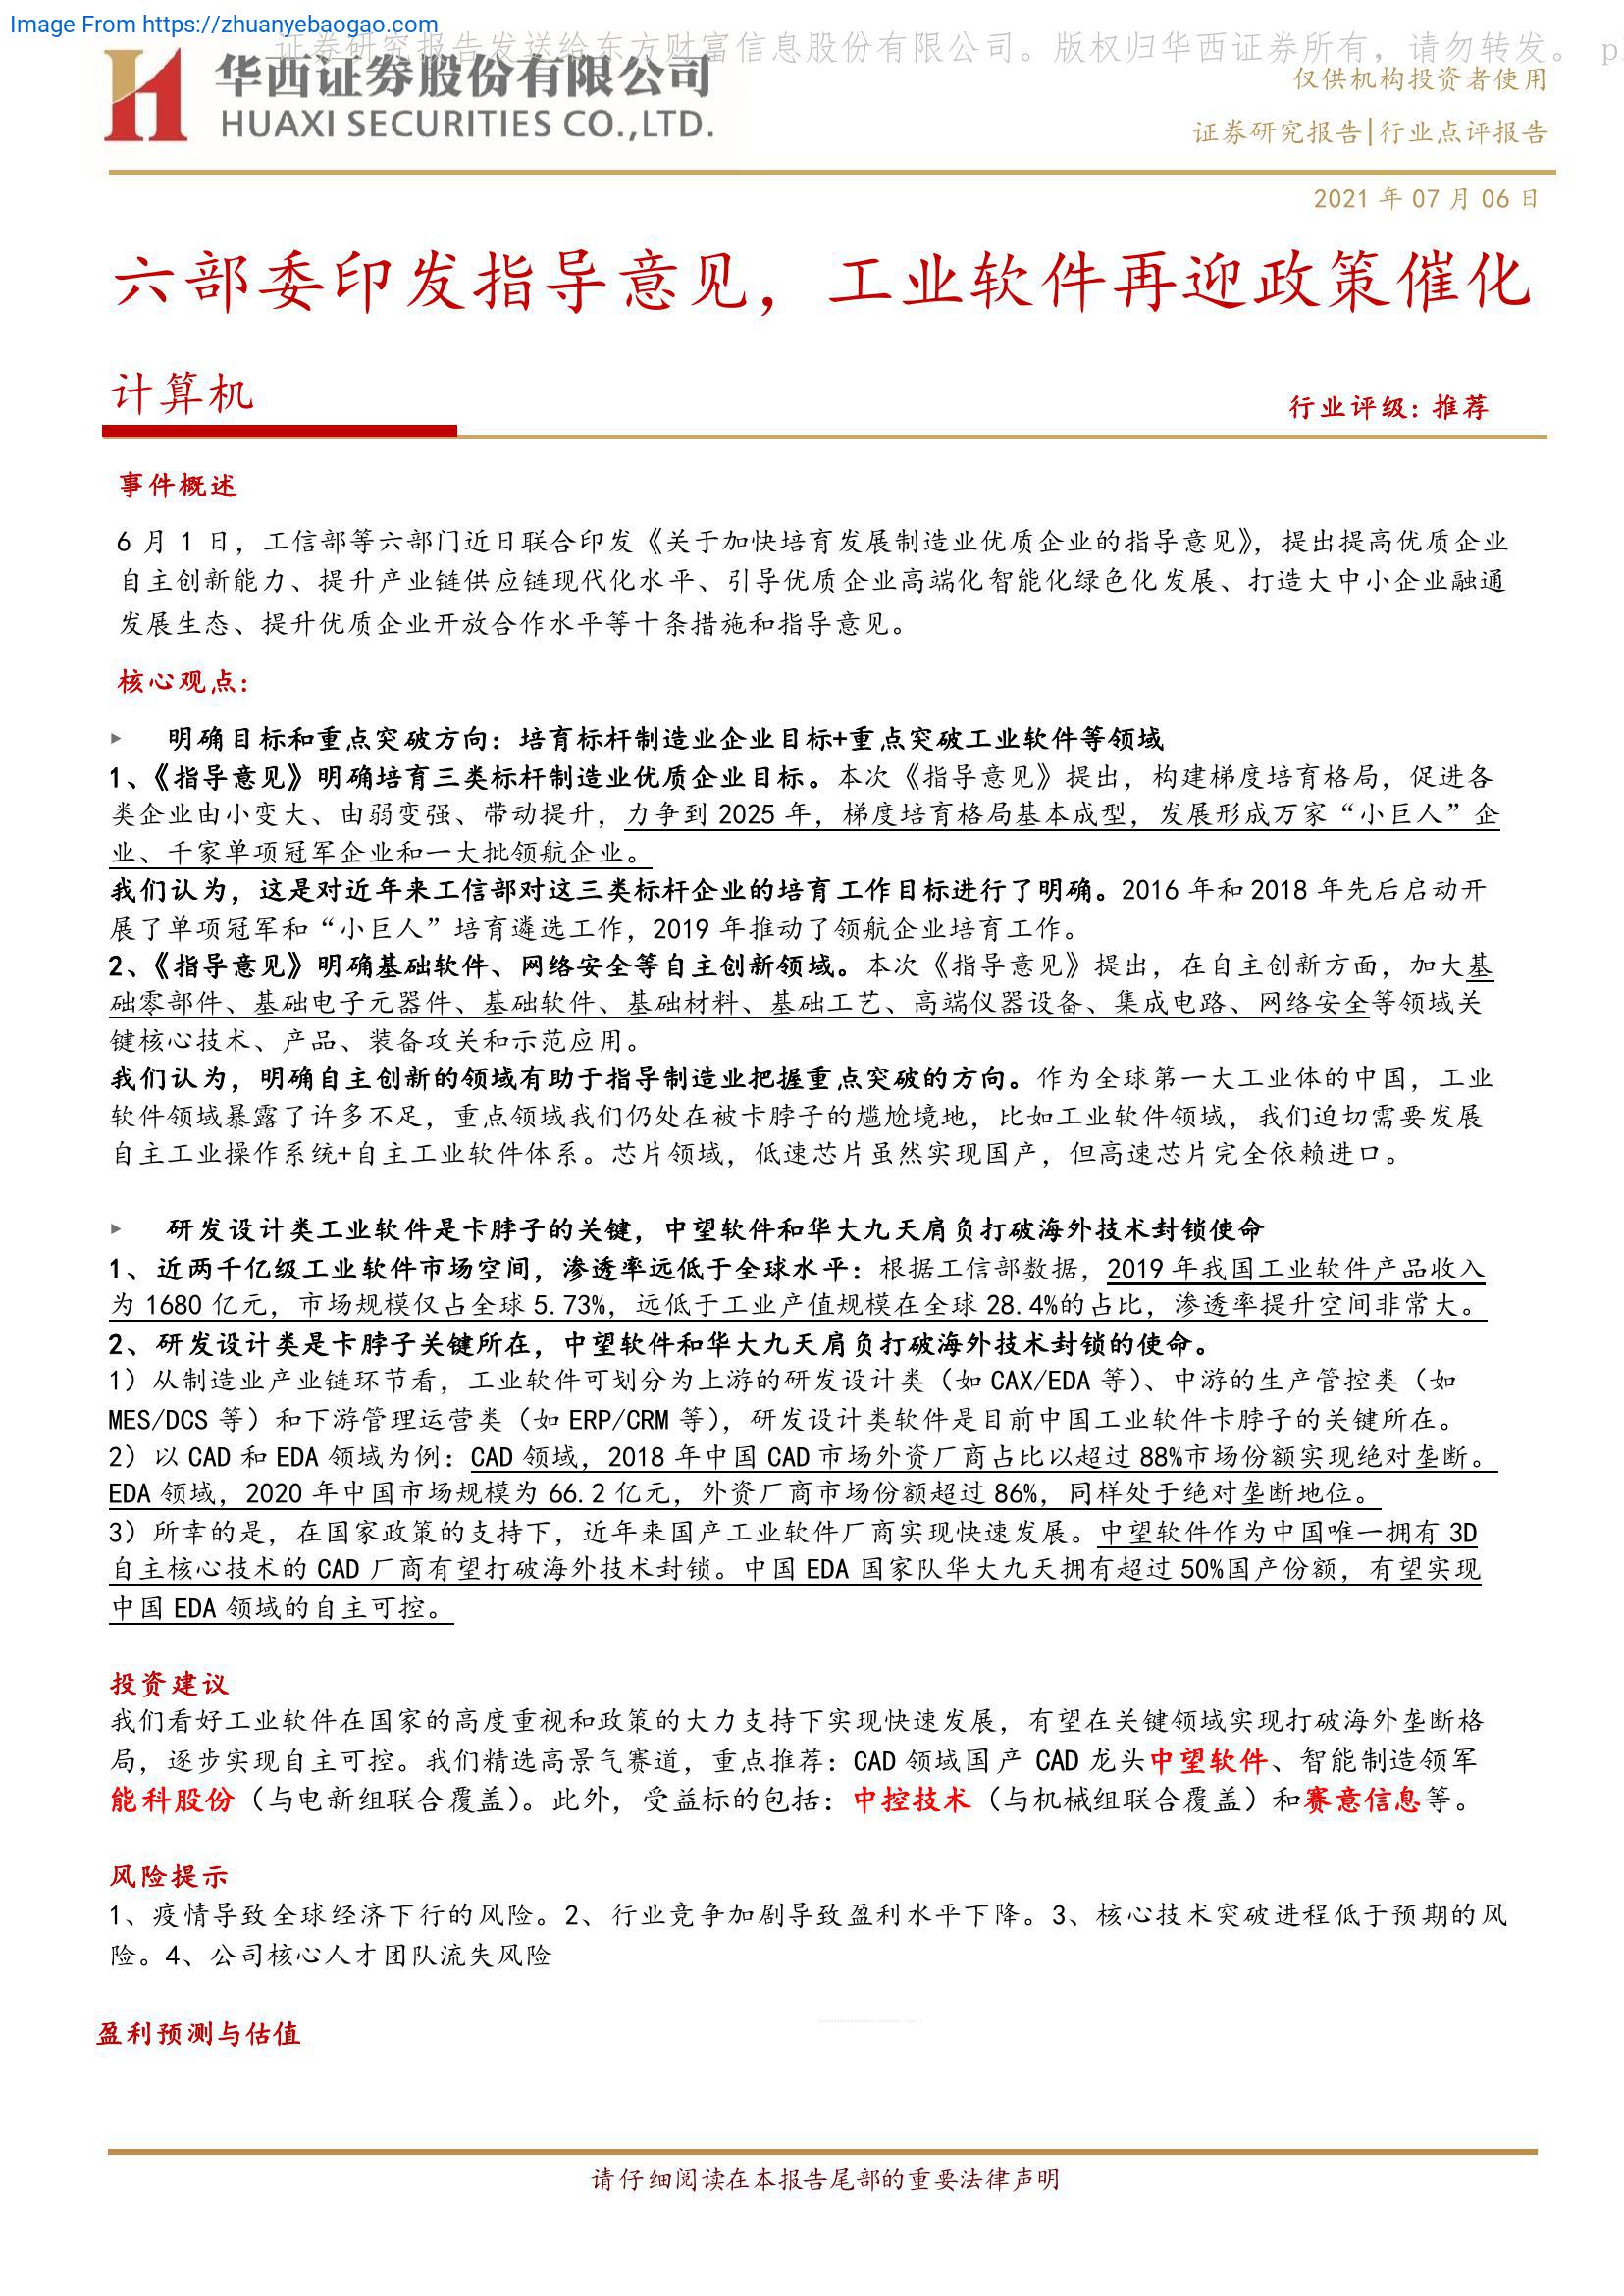 Image From https://zhuanyebaogao.com
证券研究报告发送给东方财富信息股份有限公司。版权归华西证券所有，请勿转发。 p
华西证券股份有限公司
HUAXI SECURITIES CO.,LTD.
仅供机构投资者使用
证券研究报告|行业点评报告
2021 年 07 月 06 日
六部委印发指导意见，工业软件再迎政策催化
计算机
行业评级：推荐
事件概述
6 月 1 日，工信部等六部门近日联合印发《关于加快培育发展制造业优质企业的指导意见》，提出提高优质企业
自主创新能力、提升产业链供应链现代化水平、引导优质企业高端化智能化绿色化发展、打造大中小企业融通
发展生态、提升优质企业开放合作水平等十条措施和指导意见。
核心观点：
▸ 明确目标和重点突破方向：培育标杆制造业企业目标+重点突破工业软件等领域
1、《指导意见》明确培育三类标杆制造业优质企业目标。本次《指导意见》提出，构建梯度培育格局，促进各
类企业由小变大、由弱变强、带动提升，力争到 2025 年，梯度培育格局基本成型，发展形成万家“小巨人”企
业、千家单项冠军企业和一大批领航企业。
我们认为，这是对近年来工信部对这三类标杆企业的培育工作目标进行了明确。2016 年和 2018 年先后启动开
展了单项冠军和“小巨人”培育遴选工作，2019 年推动了领航企业培育工作。
2、《指导意见》明确基础软件、网络安全等自主创新领域。本次《指导意见》提出，在自主创新方面，加大基
础零部件、基础电子元器件、基础软件、基础材料、基础工艺、高端仪器设备、集成电路、网络安全等领域关
键核心技术、产品、装备攻关和示范应用。
我们认为，明确自主创新的领域有助于指导制造业把握重点突破的方向。作为全球第一大工业体的中国，工业
软件领域暴露了许多不足，重点领域我们仍处在被卡脖子的尴尬境地，比如工业软件领域，我们迫切需要发展
自主工业操作系统+自主工业软件体系。芯片领域，低速芯片虽然实现国产，但高速芯片完全依赖进口。
▸ 研发设计类工业软件是卡脖子的关键，中望软件和华大九天肩负打破海外技术封锁使命
1、近两千亿级工业软件市场空间，渗透率远低于全球水平：根据工信部数据，2019 年我国工业软件产品收入
为 1680 亿元，市场规模仅占全球 5.73%，远低于工业产值规模在全球 28.4%的占比，渗透率提升空间非常大。
2、研发设计类是卡脖子关键所在，中望软件和华大九天肩负打破海外技术封锁的使命。
1）从制造业产业链环节看，工业软件可划分为上游的研发设计类（如 CAX/EDA 等）、中游的生产管控类（如
MES/DCS 等）和下游管理运营类（如 ERP/CRM 等），研发设计类软件是目前中国工业软件卡脖子的关键所在。
2）以 CAD 和 EDA 领域为例：CAD 领域，2018 年中国 CAD 市场外资厂商占比以超过 88%市场份额实现绝对垄断。
EDA 领域，2020 年中国市场规模为 66.2 亿元，外资厂商市场份额超过 86%，同样处于绝对垄断地位。
3）所幸的是，在国家政策的支持下，近年来国产工业软件厂商实现快速发展。中望软件作为中国唯一拥有 3D
自主核心技术的 CAD 厂商有望打破海外技术封锁。中国 EDA 国家队华大九天拥有超过 50%国产份额，有望实现
中国 EDA 领域的自主可控。
投资建议
我们看好工业软件在国家的高度重视和政策的大力支持下实现快速发展，有望在关键领域实现打破海外垄断格
局，逐步实现自主可控。我们精选高景气赛道，重点推荐：CAD 领域国产 CAD 龙头中望软件、智能制造领军
能科股份（与电新组联合覆盖）。此外，受益标的包括：中控技术（与机械组联合覆盖）和赛意信息等。
风险提示
1、疫情导致全球经济下行的风险。2、行业竞争加剧导致盈利水平下降。3、核心技术突破进程低于预期的风
险。4、公司核心人才团队流失风险
盈利预测与估值
请仔细阅读在本报告尾部的重要法律声明